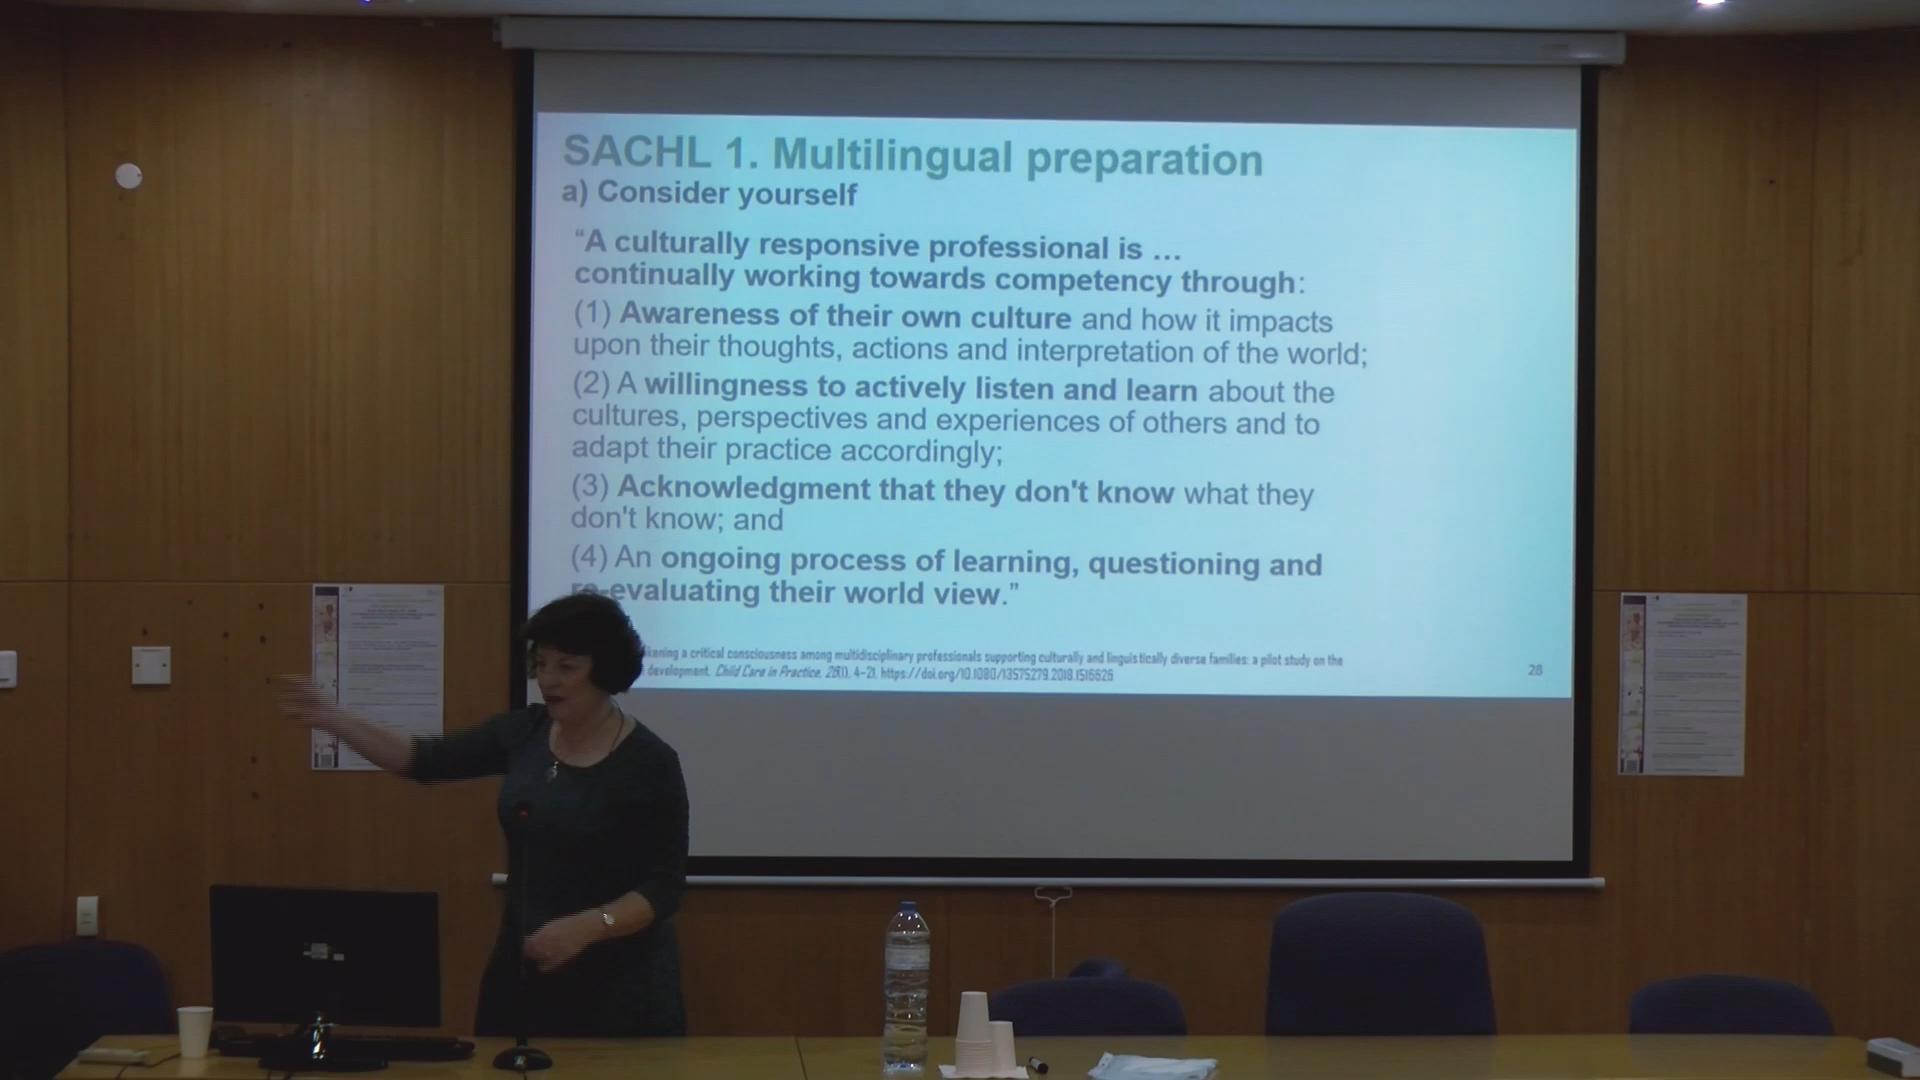 SACHL 1. Multilingual preparation
a) Consider yourself
“A culturally responsive professional is ...
continually working towards competency through:
(1) Awareness of their own culture and how it impacts
upon their thoughts, actions and interpretation of the world;
(2) A willingness to actively listen and learn about the
cultures, perspectives and experiences of others and to
adapt their practice accordingly;
(3) Acknowledgment that they don't know what they
don't know; and
(4) An ongoing process of learning, questioning and
re-evaluating their world view.”
a critical consciousness among multidisciplinary professionals supporting culturally and linguistically diverse families: a pilot study on the
development. Child Care in Practice, 26(1), 4-21. https://doi.org/10.1080/13575279.2018.1516626
28